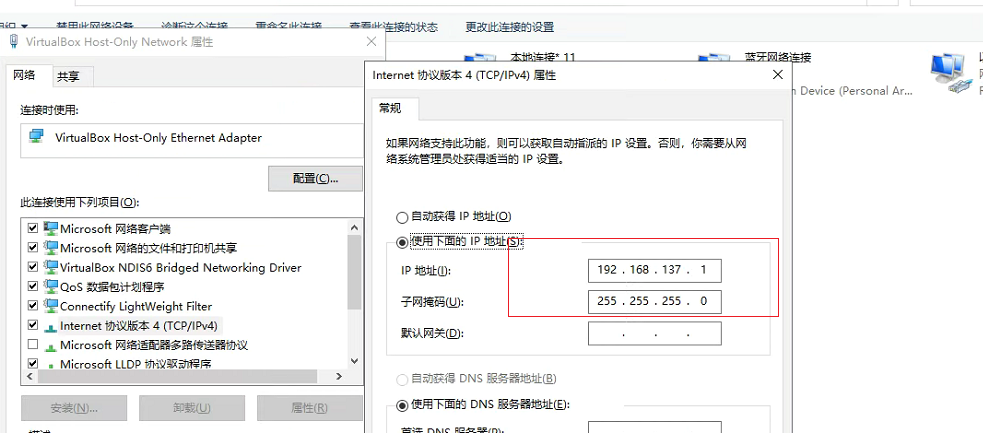 禁用此网络设备 诊断这个连接 重命名此连接 查看此连接的状态 更改此连接的设置
VirtualBox Host-Only Network 属性
本地连接* 11
蓝牙网络连接
n Device (Personal Ar...
网络 共享
连接时使用:
VirtualBox Host-Only Ethernet Adapter
配置(C)...
此连接使用下列项目(O):
Microsoft 网络客户端
Microsoft 网络的文件和打印机共享
VirtualBox NDIS6 Bridged Networking Driver
QoS 数据包计划程序
Connectify LightWeight Filter
Internet 协议版本 4 (TCP/IPv4)
Microsoft 网络适配器多路传送器协议
Microsoft LLDP 协议驱动程序
安装(N)... 卸载(U) 属性(R)
描述
Internet 协议版本 4 (TCP/IPv4) 属性
常规
如果网络支持此功能，则可以获取自动指派的 IP 设置。否则，你需要从网
络系统管理员处获得适当的 IP 设置。
自动获得 IP 地址(O)
使用下面的 IP 地址(S):
IP 地址(I): 192 . 168 . 137 . 1
子网掩码(U): 255 . 255 . 255 . 0
默认网关(D): . . .
自动获得 DNS 服务器地址(B)
使用下面的 DNS 服务器地址(E):
首选 DNS 服务器(P):